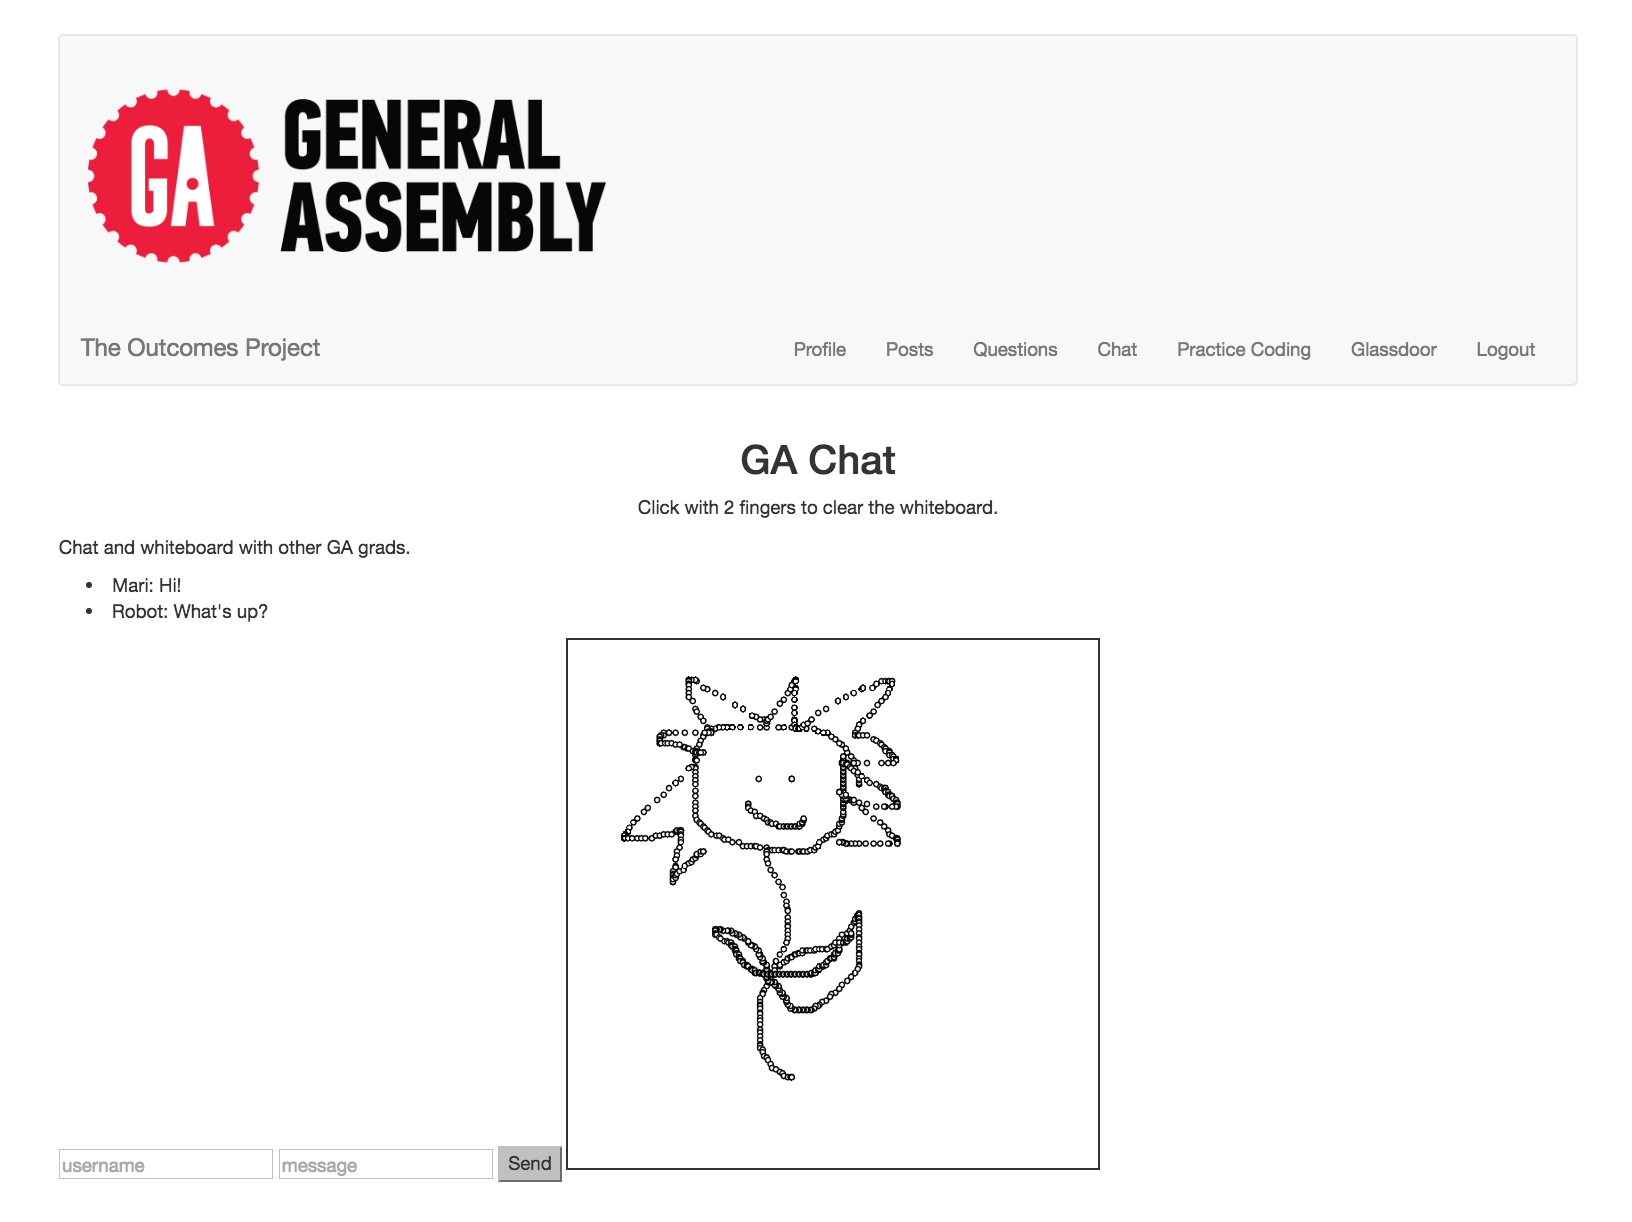 GA
GENERAL
ASSEMBLY
The Outcomes Project
Profile Posts Questions Chat Practice Coding Glassdoor Logout
GA Chat
Click with 2 fingers to clear the whiteboard.
Chat and whiteboard with other GA grads.
• Mari: Hi!
• Robot: What's up?
username message Send